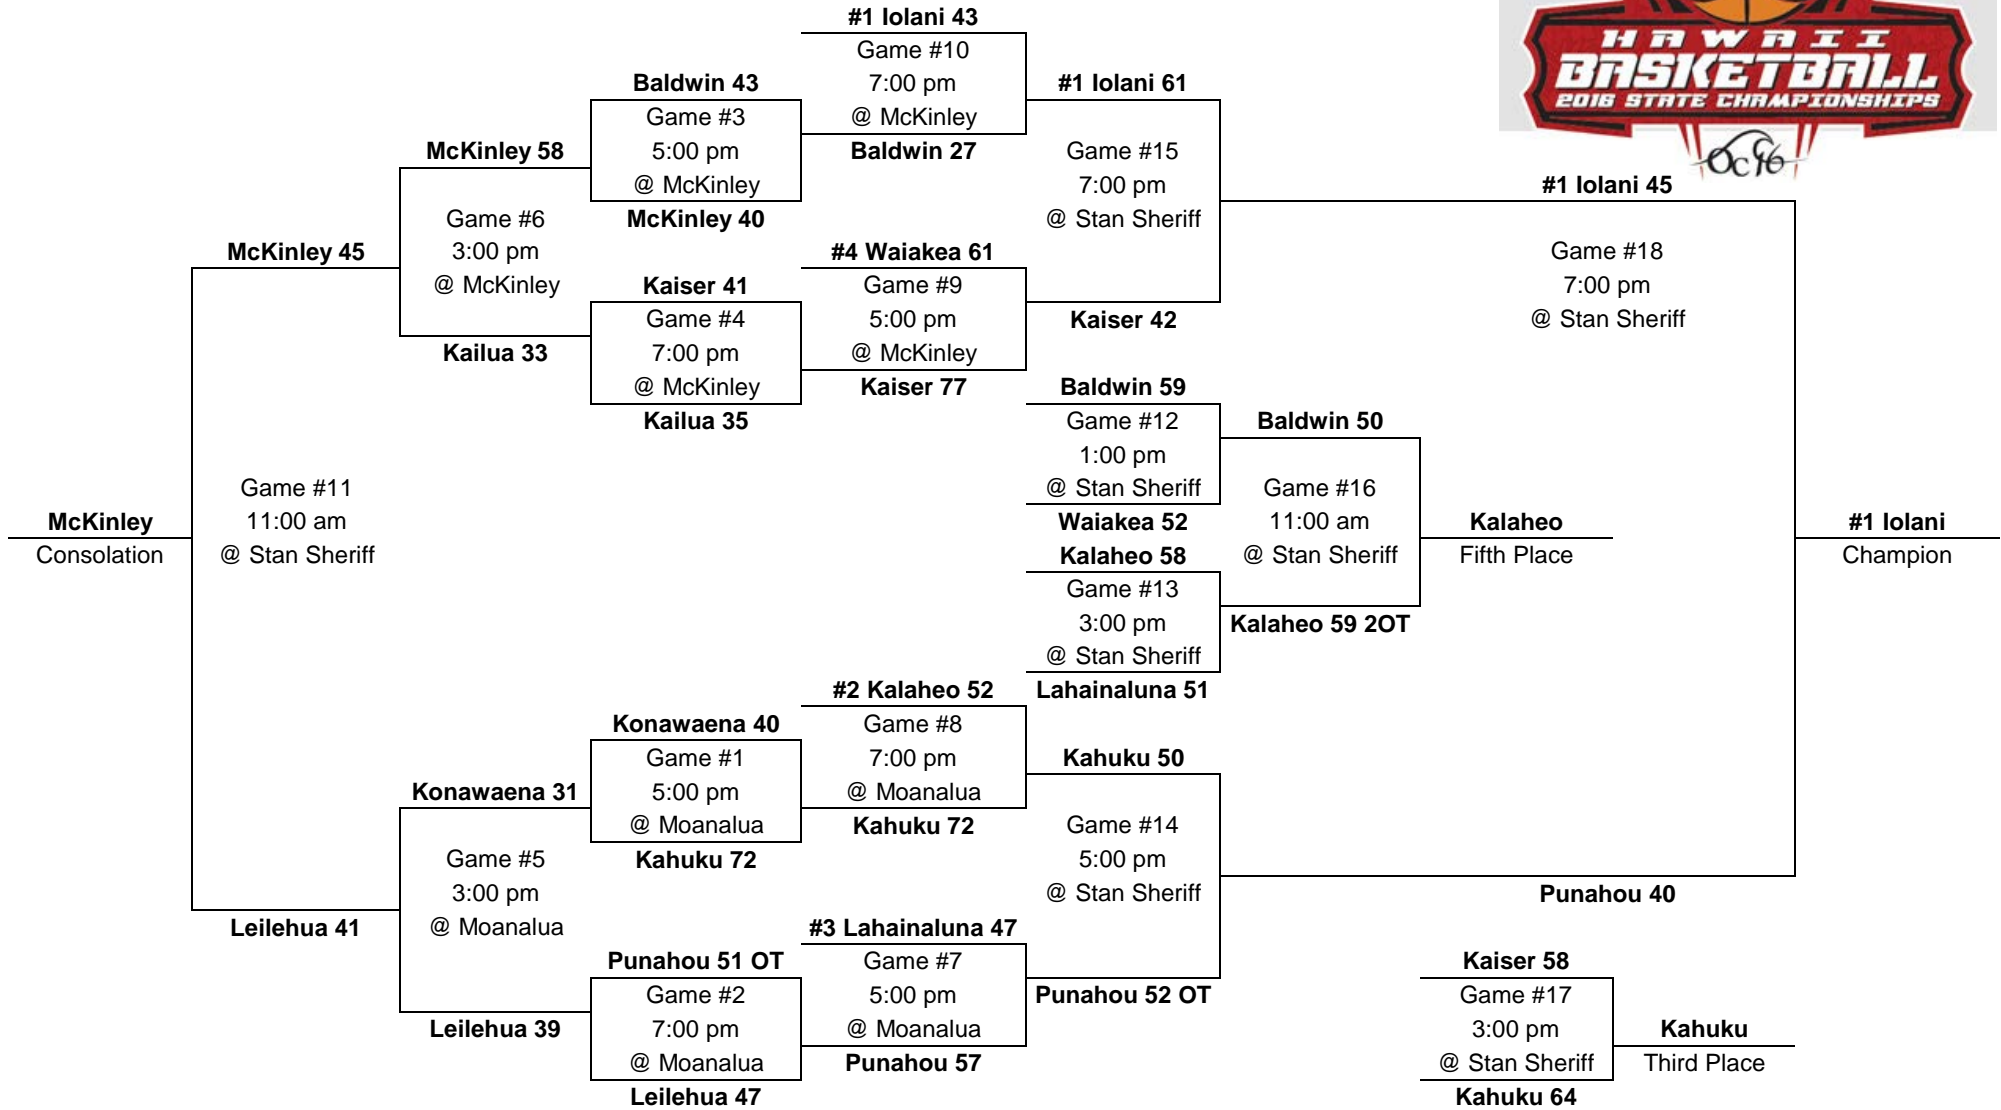 HAWAII
BASKETBALL
2016 STATE CHAMPIONSHIPS
OC16
#1 Iolani 43
Game #10
7:00 pm
@ McKinley
Baldwin 27
Baldwin 43
Game #3
5:00 pm
@ McKinley
McKinley 40
#1 Iolani 61
Game #15
7:00 pm
@ Stan Sheriff
Kaiser 42
McKinley 58
Game #6
3:00 pm
@ McKinley
Kailua 33
#1 Iolani 45
Game #18
7:00 pm
@ Stan Sheriff
Punahou 40
McKinley 45
Game #11
11:00 am
@ Stan Sheriff
Leilehua 41
#4 Waiakea 61
Game #9
5:00 pm
@ McKinley
Kaiser 77
Kaiser 41
Game #4
7:00 pm
@ McKinley
Kailua 35
Baldwin 59
Game #12
1:00 pm
@ Stan Sheriff
Waiakea 52
Baldwin 50
Game #16
11:00 am
@ Stan Sheriff
Kalaheo 59 2OT
McKinley
Consolation
Kalaheo
Fifth Place
#1 Iolani
Champion
Kalaheo 58
Game #13
3:00 pm
@ Stan Sheriff
Lahainaluna 51
#2 Kalaheo 52
Game #8
7:00 pm
@ Moanalua
Kahuku 72
Konawaena 40
Game #1
5:00 pm
@ Moanalua
Kahuku 72
Kahuku 50
Game #14
5:00 pm
@ Stan Sheriff
Punahou 52 OT
Konawaena 31
Game #5
3:00 pm
@ Moanalua
Leilehua 39
#3 Lahainaluna 47
Game #7
5:00 pm
@ Moanalua
Punahou 57
Punahou 51 OT
Game #2
7:00 pm
@ Moanalua
Leilehua 47
Kaiser 58
Game #17
3:00 pm
@ Stan Sheriff
Kahuku 64
Kahuku
Third Place